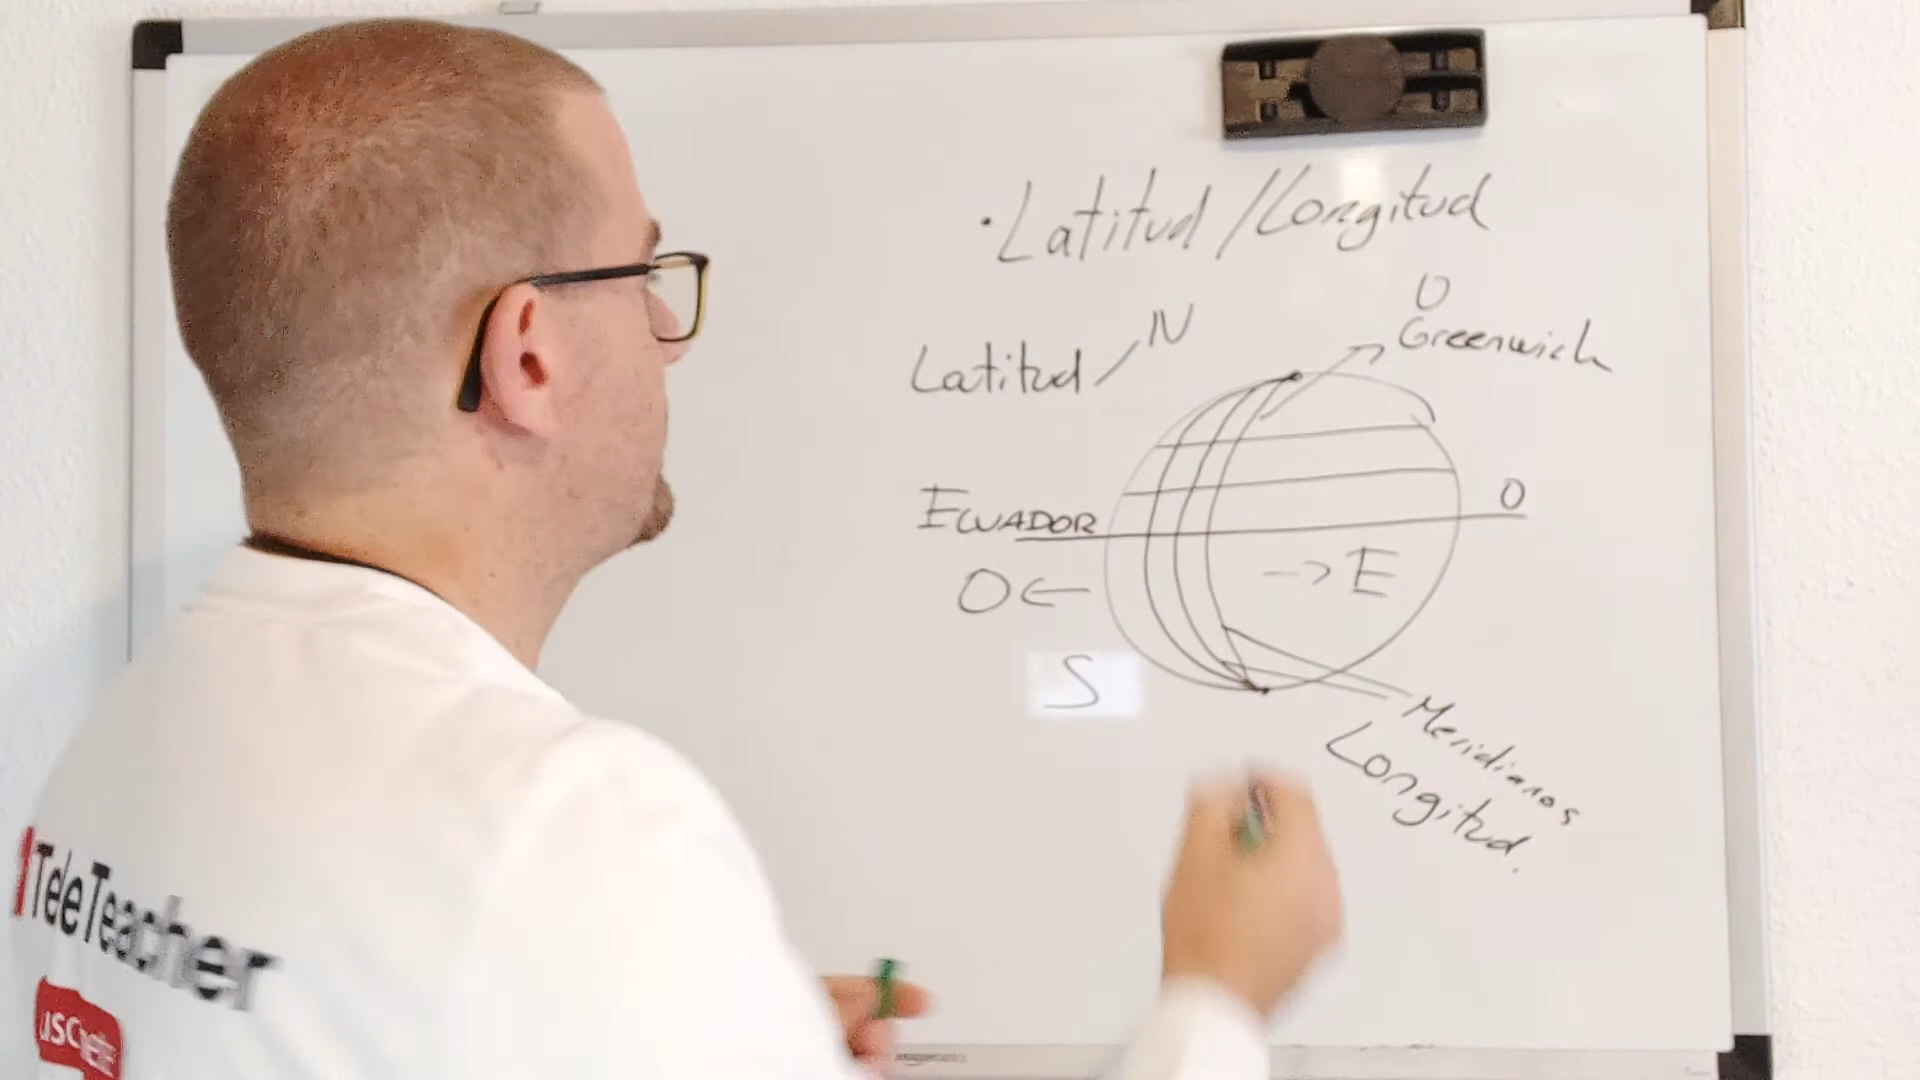 ·Latitud/Longitud
Latitud/N
0
Greenwich
Ecuador
0
O← →E
S
Meridianos
Longitud.
TeleTeacher